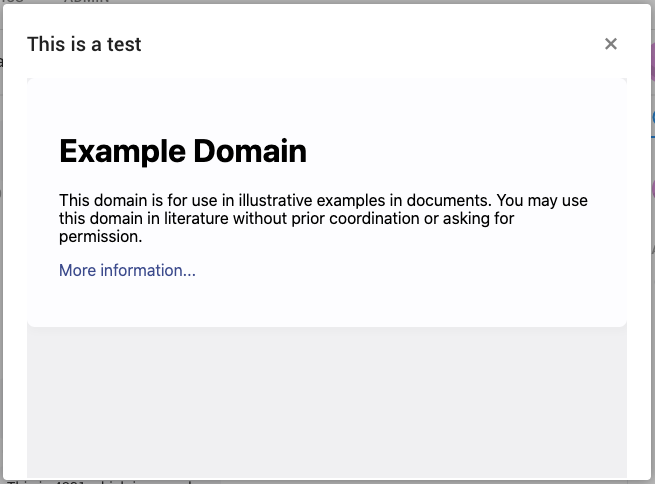 ADMIN
This is a test
×
Example Domain
This domain is for use in illustrative examples in documents. You may use
this domain in literature without prior coordination or asking for
permission.
More information...